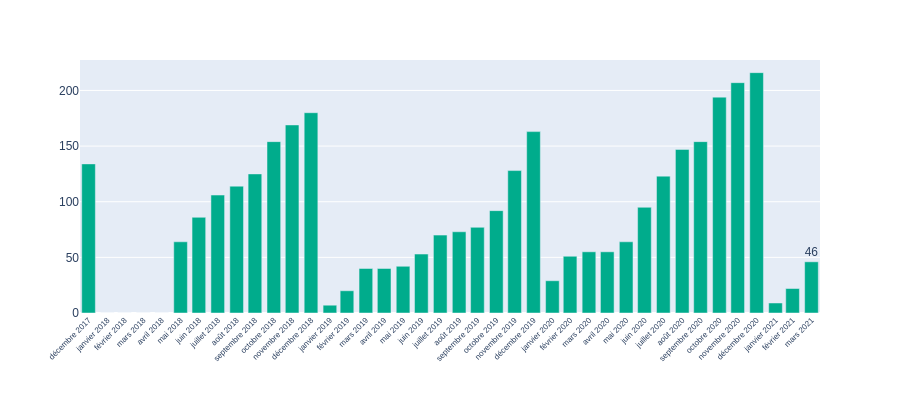 200
150
100
50
0
46
décembre 2017
janvier 2018
février 2018
mars 2018
avril 2018
mai 2018
juin 2018
juillet 2018
août 2018
septembre 2018
octobre 2018
novembre 2018
décembre 2018
janvier 2019
février 2019
mars 2019
avril 2019
mai 2019
juin 2019
juillet 2019
août 2019
septembre 2019
octobre 2019
novembre 2019
décembre 2019
janvier 2020
février 2020
mars 2020
avril 2020
mai 2020
juin 2020
juillet 2020
août 2020
septembre 2020
octobre 2020
novembre 2020
décembre 2020
janvier 2021
février 2021
mars 2021